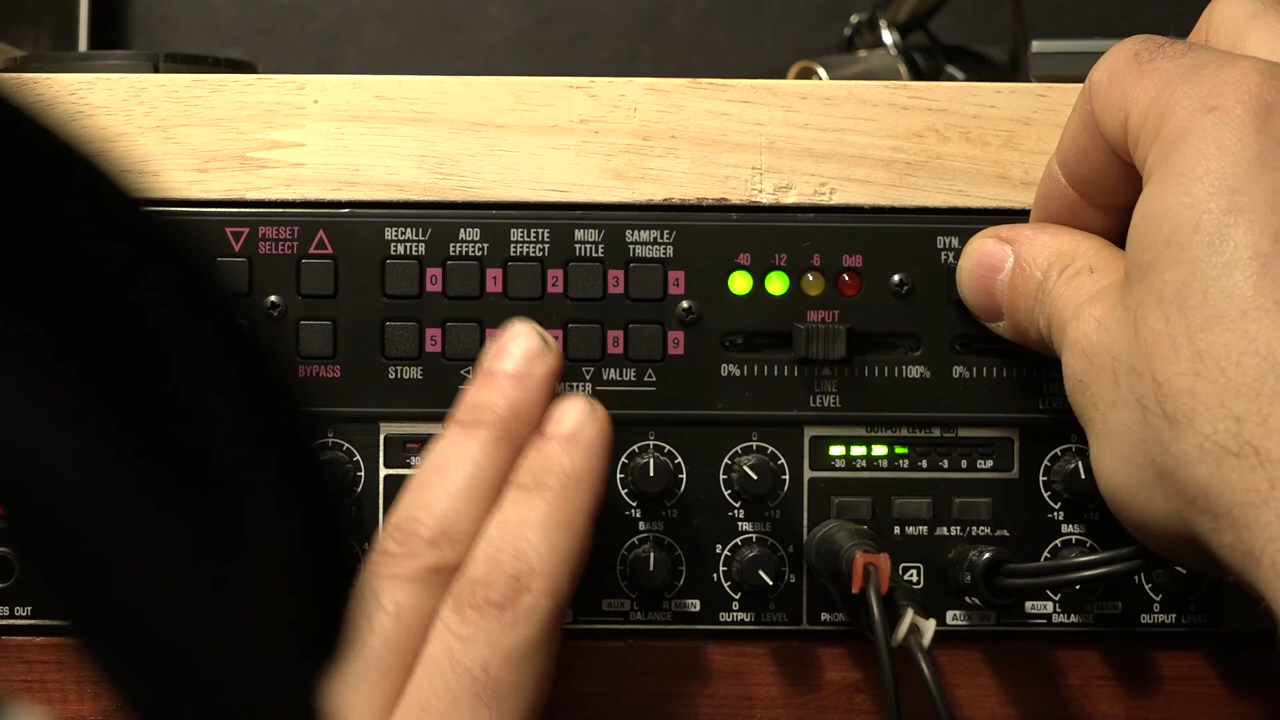 PRESET
SELECT
RECALL/
ENTER
ADD
EFFECT
DELETE
EFFECT
MIDI/
TITLE
SAMPLE/
TRIGGER
DYN.
FX.
-40 -12 -6 0dB
0 1 2 3 4
INPUT
5 8 9
BYPASS
STORE
VALUE
METER
0% 100%
LINE
LEVEL
0%
OUTPUT LEVEL [dB]
-30
-30 -24 -18 -12 -6 -3 0 CLIP
0 0 0
-12 +12
BASS
-12 +12
TREBLE
-12 +12
BASS
R MUTE
ST./2-CH.
4
1 2 4 5
0 6
AUX L R MAIN
BALANCE
OUTPUT LEVEL
AUX IN
AUX L R MAIN
BALANCE
OUTPUT LEVEL